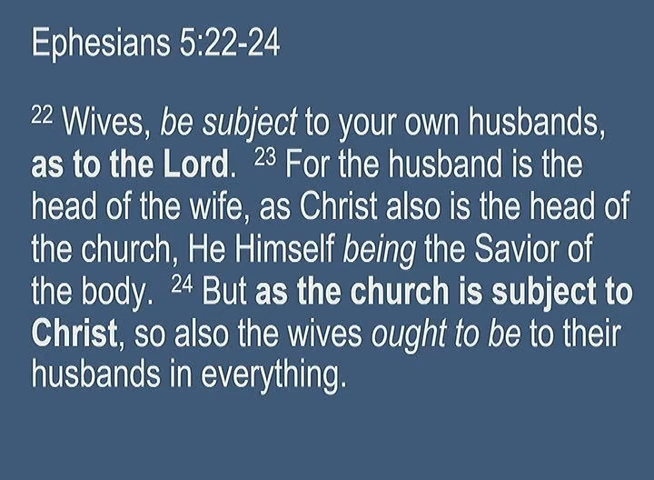 Ephesians 5:22-24
22 Wives, be subject to your own husbands,
as to the Lord. 23 For the husband is the
head of the wife, as Christ also is the head of
the church, He Himself being the Savior of
the body. 24 But as the church is subject to
Christ, so also the wives ought to be to their
husbands in everything.